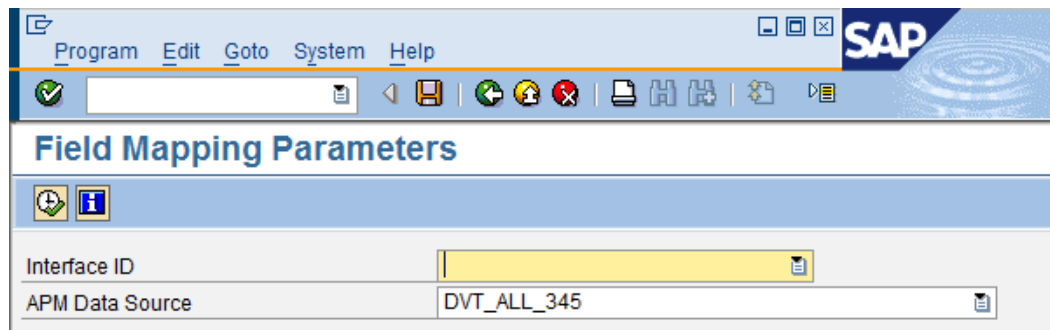 Program Edit Goto System Help
SAP
Field Mapping Parameters
Interface ID
APM Data Source DVT_ALL_345